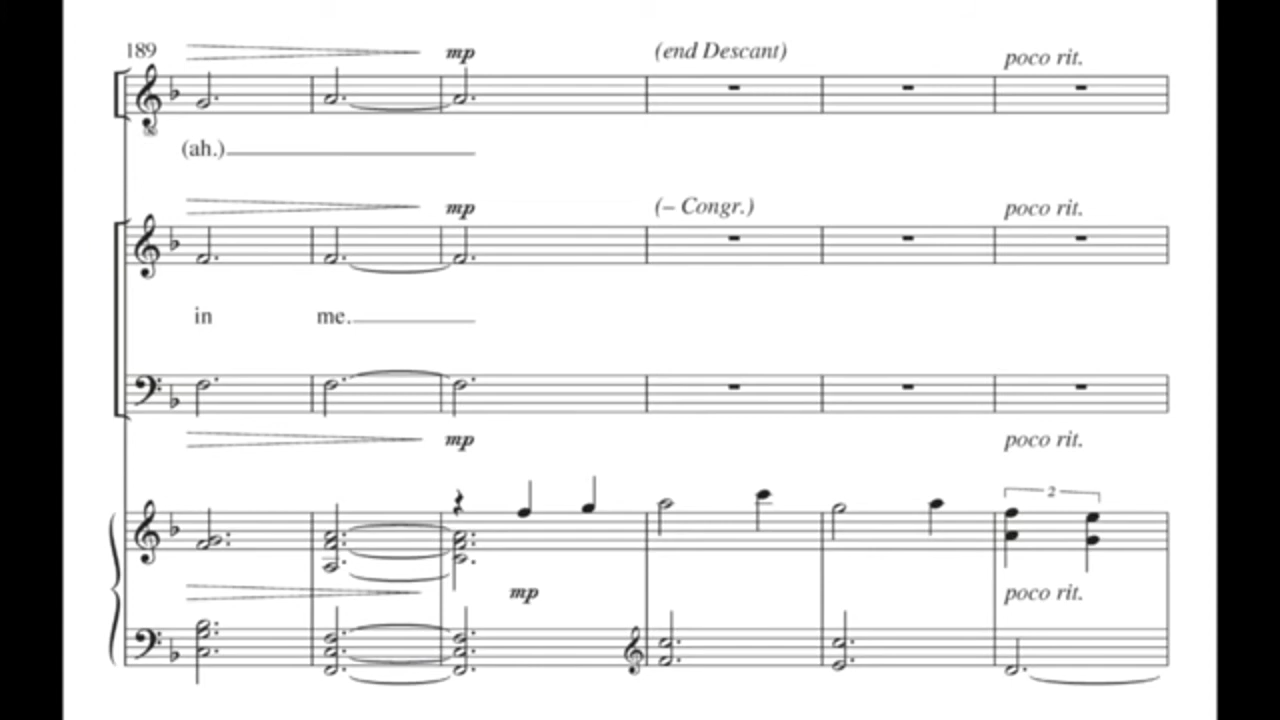 189 mp (end Descant) poco rit.
(ah.)
mp (– Congr.) poco rit.
in me.
mp poco rit.
2
mp poco rit.